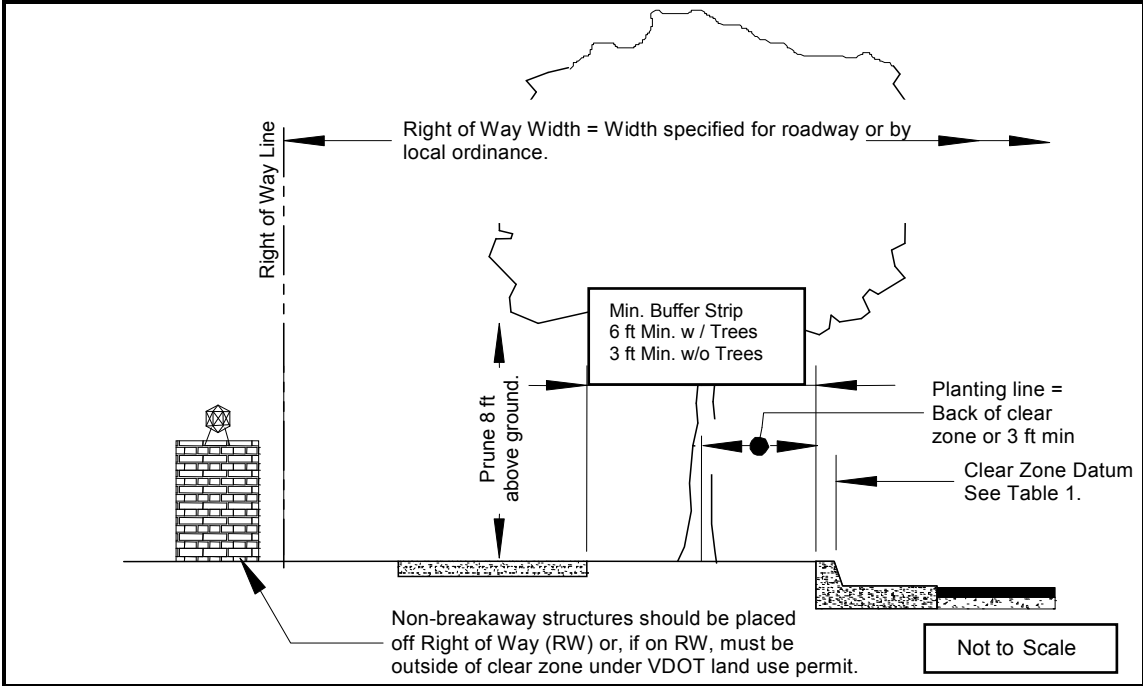 Right of Way Width = Width specified for roadway or by
local ordinance.
Right of Way Line
Min. Buffer Strip
6 ft Min. w / Trees
3 ft Min. w/o Trees
Prune 8 ft
above ground.
Planting line =
Back of clear
zone or 3 ft min
Clear Zone Datum
See Table 1.
Non-breakaway structures should be placed
off Right of Way (RW) or, if on RW, must be
outside of clear zone under VDOT land use permit.
Not to Scale